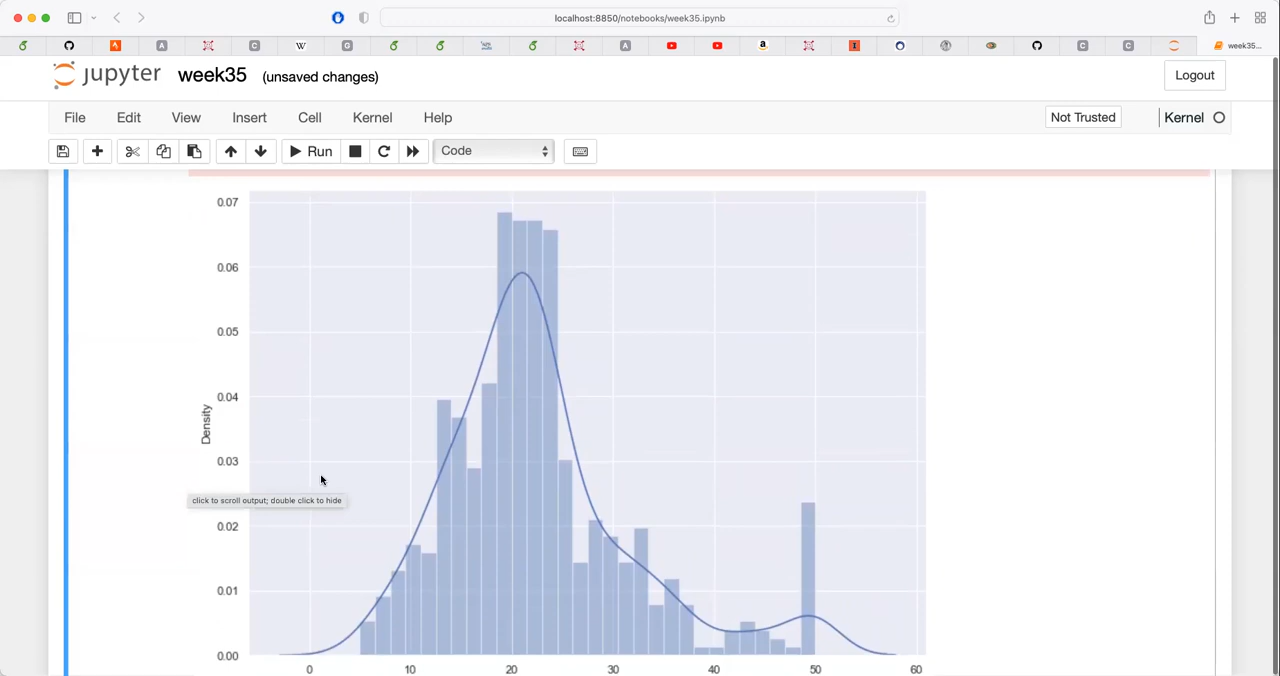 localhost:8850/notebooks/week35.ipynb
week35...
jupyter week35 (unsaved changes)
Logout
File Edit View Insert Cell Kernel Help
Not Trusted
Kernel
Run
Code
0.07
0.06
0.05
0.04
0.03
0.02
0.01
0.00
Density
click to scroll output; double click to hide
0 10 20 30 40 50 60